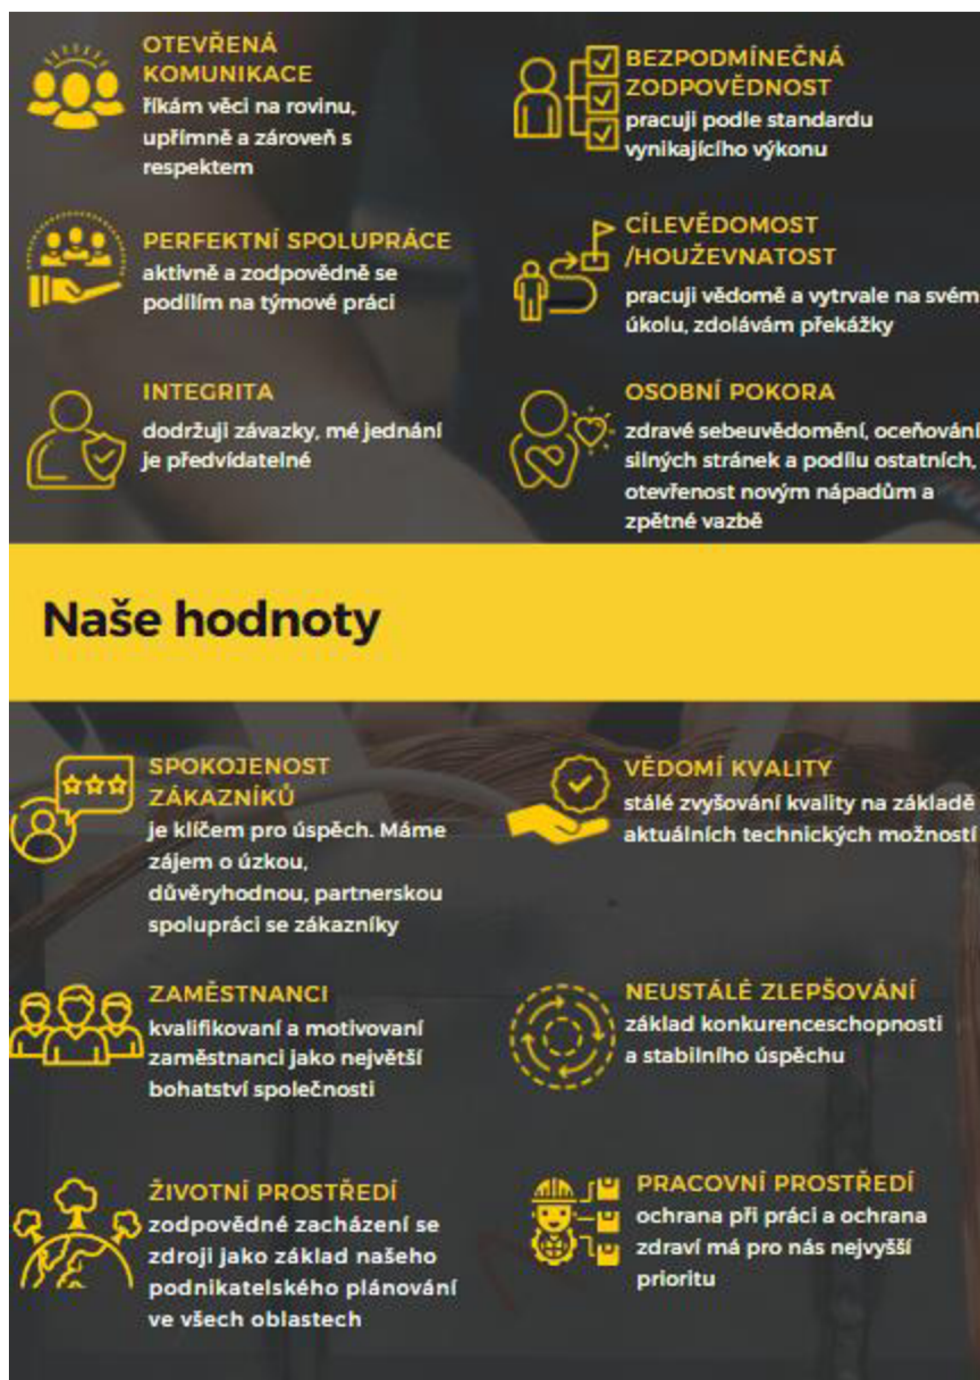 OTEVŘENÁ
KOMUNIKACE
říkám věci na rovinu,
upřímně a zároveň s
respektem
BEZPODMÍNEČNÁ
ZODPOVĚDNOST
pracuji podle standardu
vynikajícího výkonu
PERFEKTNÍ SPOLUPRÁCE
aktivně a zodpovědně se
podílím na týmové práci
CÍLEVĚDOMOST
/HOUŽEVNATOST
pracuji vědomě a vytrvale na svém
úkolu, zdolávám překážky
INTEGRITA
dodržuji závazky, mé jednání
je předvídatelné
OSOBNÍ POKORA
zdravé sebeuvědomění, oceňování
silných stránek a podílu ostatních,
otevřenost novým nápadům a
zpětné vazbě
Naše hodnoty
SPOKOJENOST
ZÁKAZNÍKŮ
je klíčem pro úspěch. Máme
zájem o úzkou,
důvěryhodnou, partnerskou
spolupráci se zákazníky
VĚDOMÍ KVALITY
stálé zvyšování kvality na základě
aktuálních technických možností
ZAMĚSTNANCI
kvalifikovaní a motivovaní
zaměstnanci jako největší
bohatství společnosti
NEUSTÁLÉ ZLEPŠOVÁNÍ
základ konkurenceschopnosti
a stabilního úspěchu
ŽIVOTNÍ PROSTŘEDÍ
zodpovědné zacházení se
zdroji jako základ našeho
podnikatelského plánování
ve všech oblastech
PRACOVNÍ PROSTŘEDÍ
ochrana při práci a ochrana
zdraví má pro nás nejvyšší
prioritu